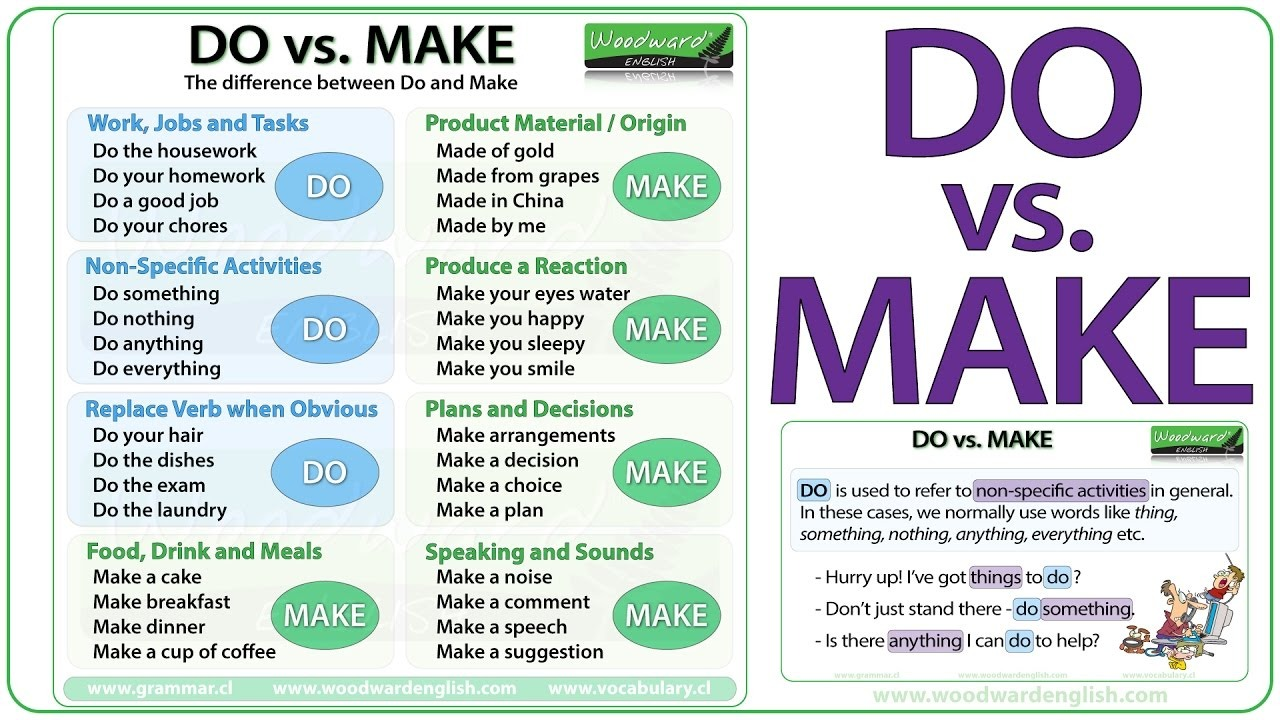 DO vs. MAKE
The difference between Do and Make
Woodward®
ENGLISH
Work, Jobs and Tasks
Do the housework
Do your homework
Do a good job
Do your chores
DO
Product Material / Origin
Made of gold
Made from grapes
Made in China
Made by me
MAKE
Non-Specific Activities
Do something
Do nothing
Do anything
Do everything
DO
Produce a Reaction
Make your eyes water
Make you happy
Make you sleepy
Make you smile
MAKE
Replace Verb when Obvious
Do your hair
Do the dishes
Do the exam
Do the laundry
DO
Plans and Decisions
Make arrangements
Make a decision
Make a choice
Make a plan
MAKE
Food, Drink and Meals
Make a cake
Make breakfast
Make dinner
Make a cup of coffee
MAKE
Speaking and Sounds
Make a noise
Make a comment
Make a speech
Make a suggestion
MAKE
www.grammar.cl www.woodwardenglish.com www.vocabulary.cl
DO
vs.
MAKE
DO vs. MAKE
Woodward®
ENGLISH
DO is used to refer to non-specific activities in general.
In these cases, we normally use words like thing,
something, nothing, anything, everything etc.
- Hurry up! I've got things to do ?
- Don't just stand there - do something.
- Is there anything I can do to help?
www.grammar.cl www.woodwardenglish.com www.vocabulary.cl
www.woodwardenglish.com